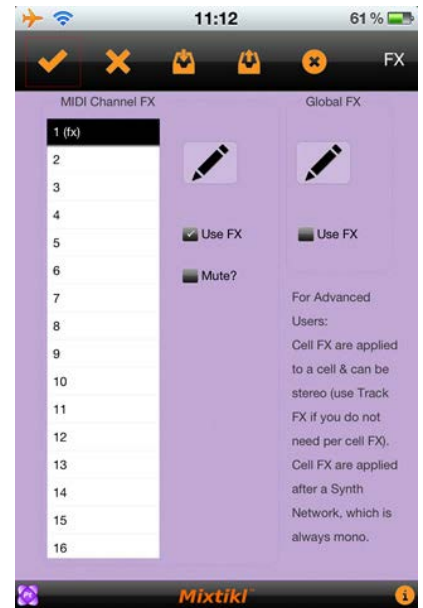 11:12
61 %
FX
MIDI Channel FX
Global FX
1 (fx)
2
3
4
5
6
7
8
9
10
11
12
13
14
15
16
Use FX
Mute?
Use FX
For Advanced
Users:
Cell FX are applied
to a cell & can be
stereo (use Track
FX if you do not
need per cell FX).
Cell FX are applied
after a Synth
Network, which is
always mono.
Pt
Mixtikl™
i